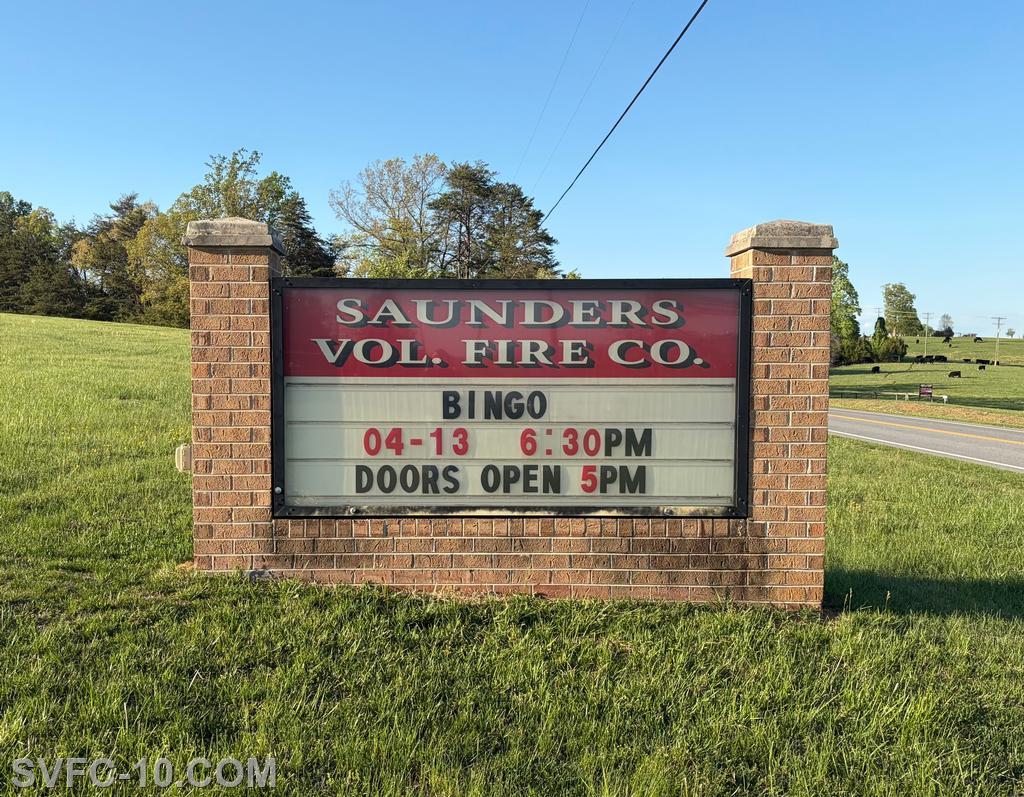 SAUNDERS
VOL. FIRE CO.
BINGO
04-13 6:30PM
DOORS OPEN 5PM
SVFC-10.COM